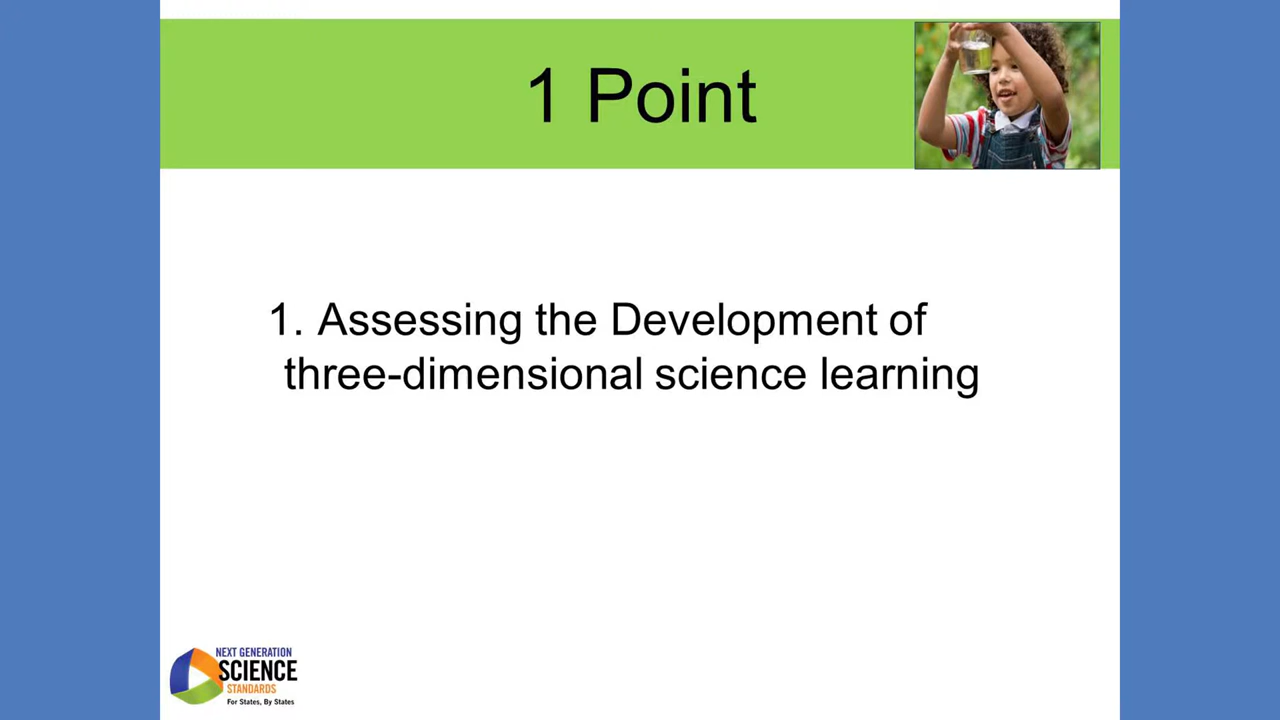 1 Point
1. Assessing the Development of
three-dimensional science learning
NEXT GENERATION
SCIENCE
STANDARDS
For States, By States